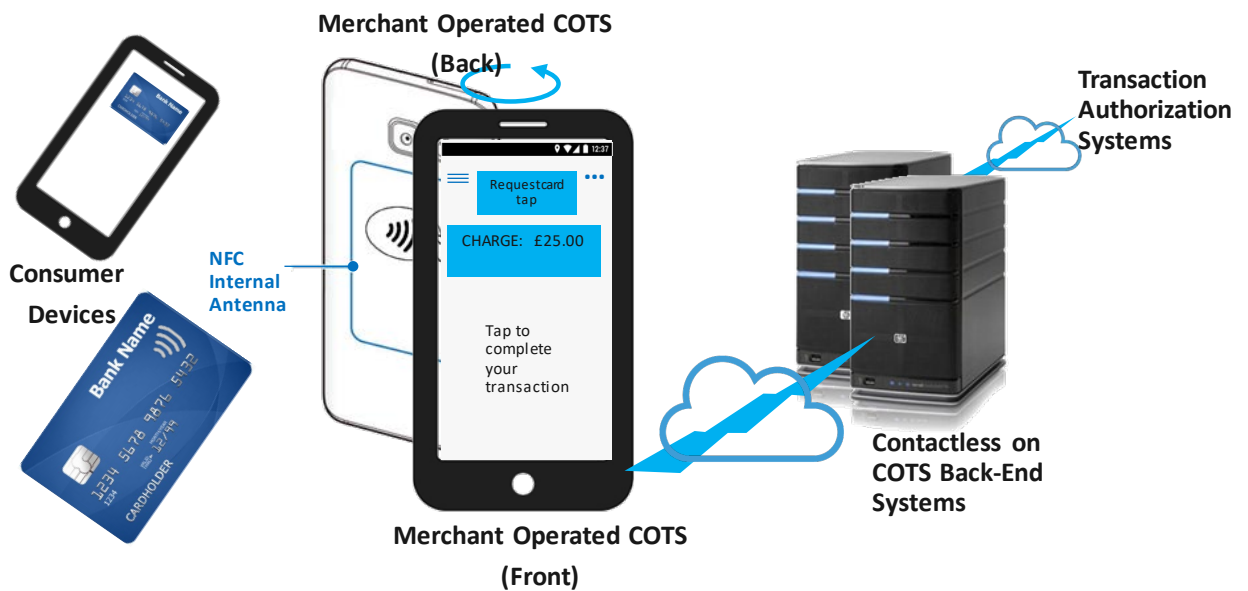 Merchant Operated COTS
(Back)
Transaction
Authorization
Systems
Bank Name
12:37
Requestcard
tap
CHARGE: £25.00
NFC
Internal
Antenna
Consumer
Devices
Tap to
complete
your
transaction
Bank Name
1234 5678 9876 5432
1234
12/99
CARDHOLDER
Contactless on
COTS Back-End
Systems
Merchant Operated COTS
(Front)